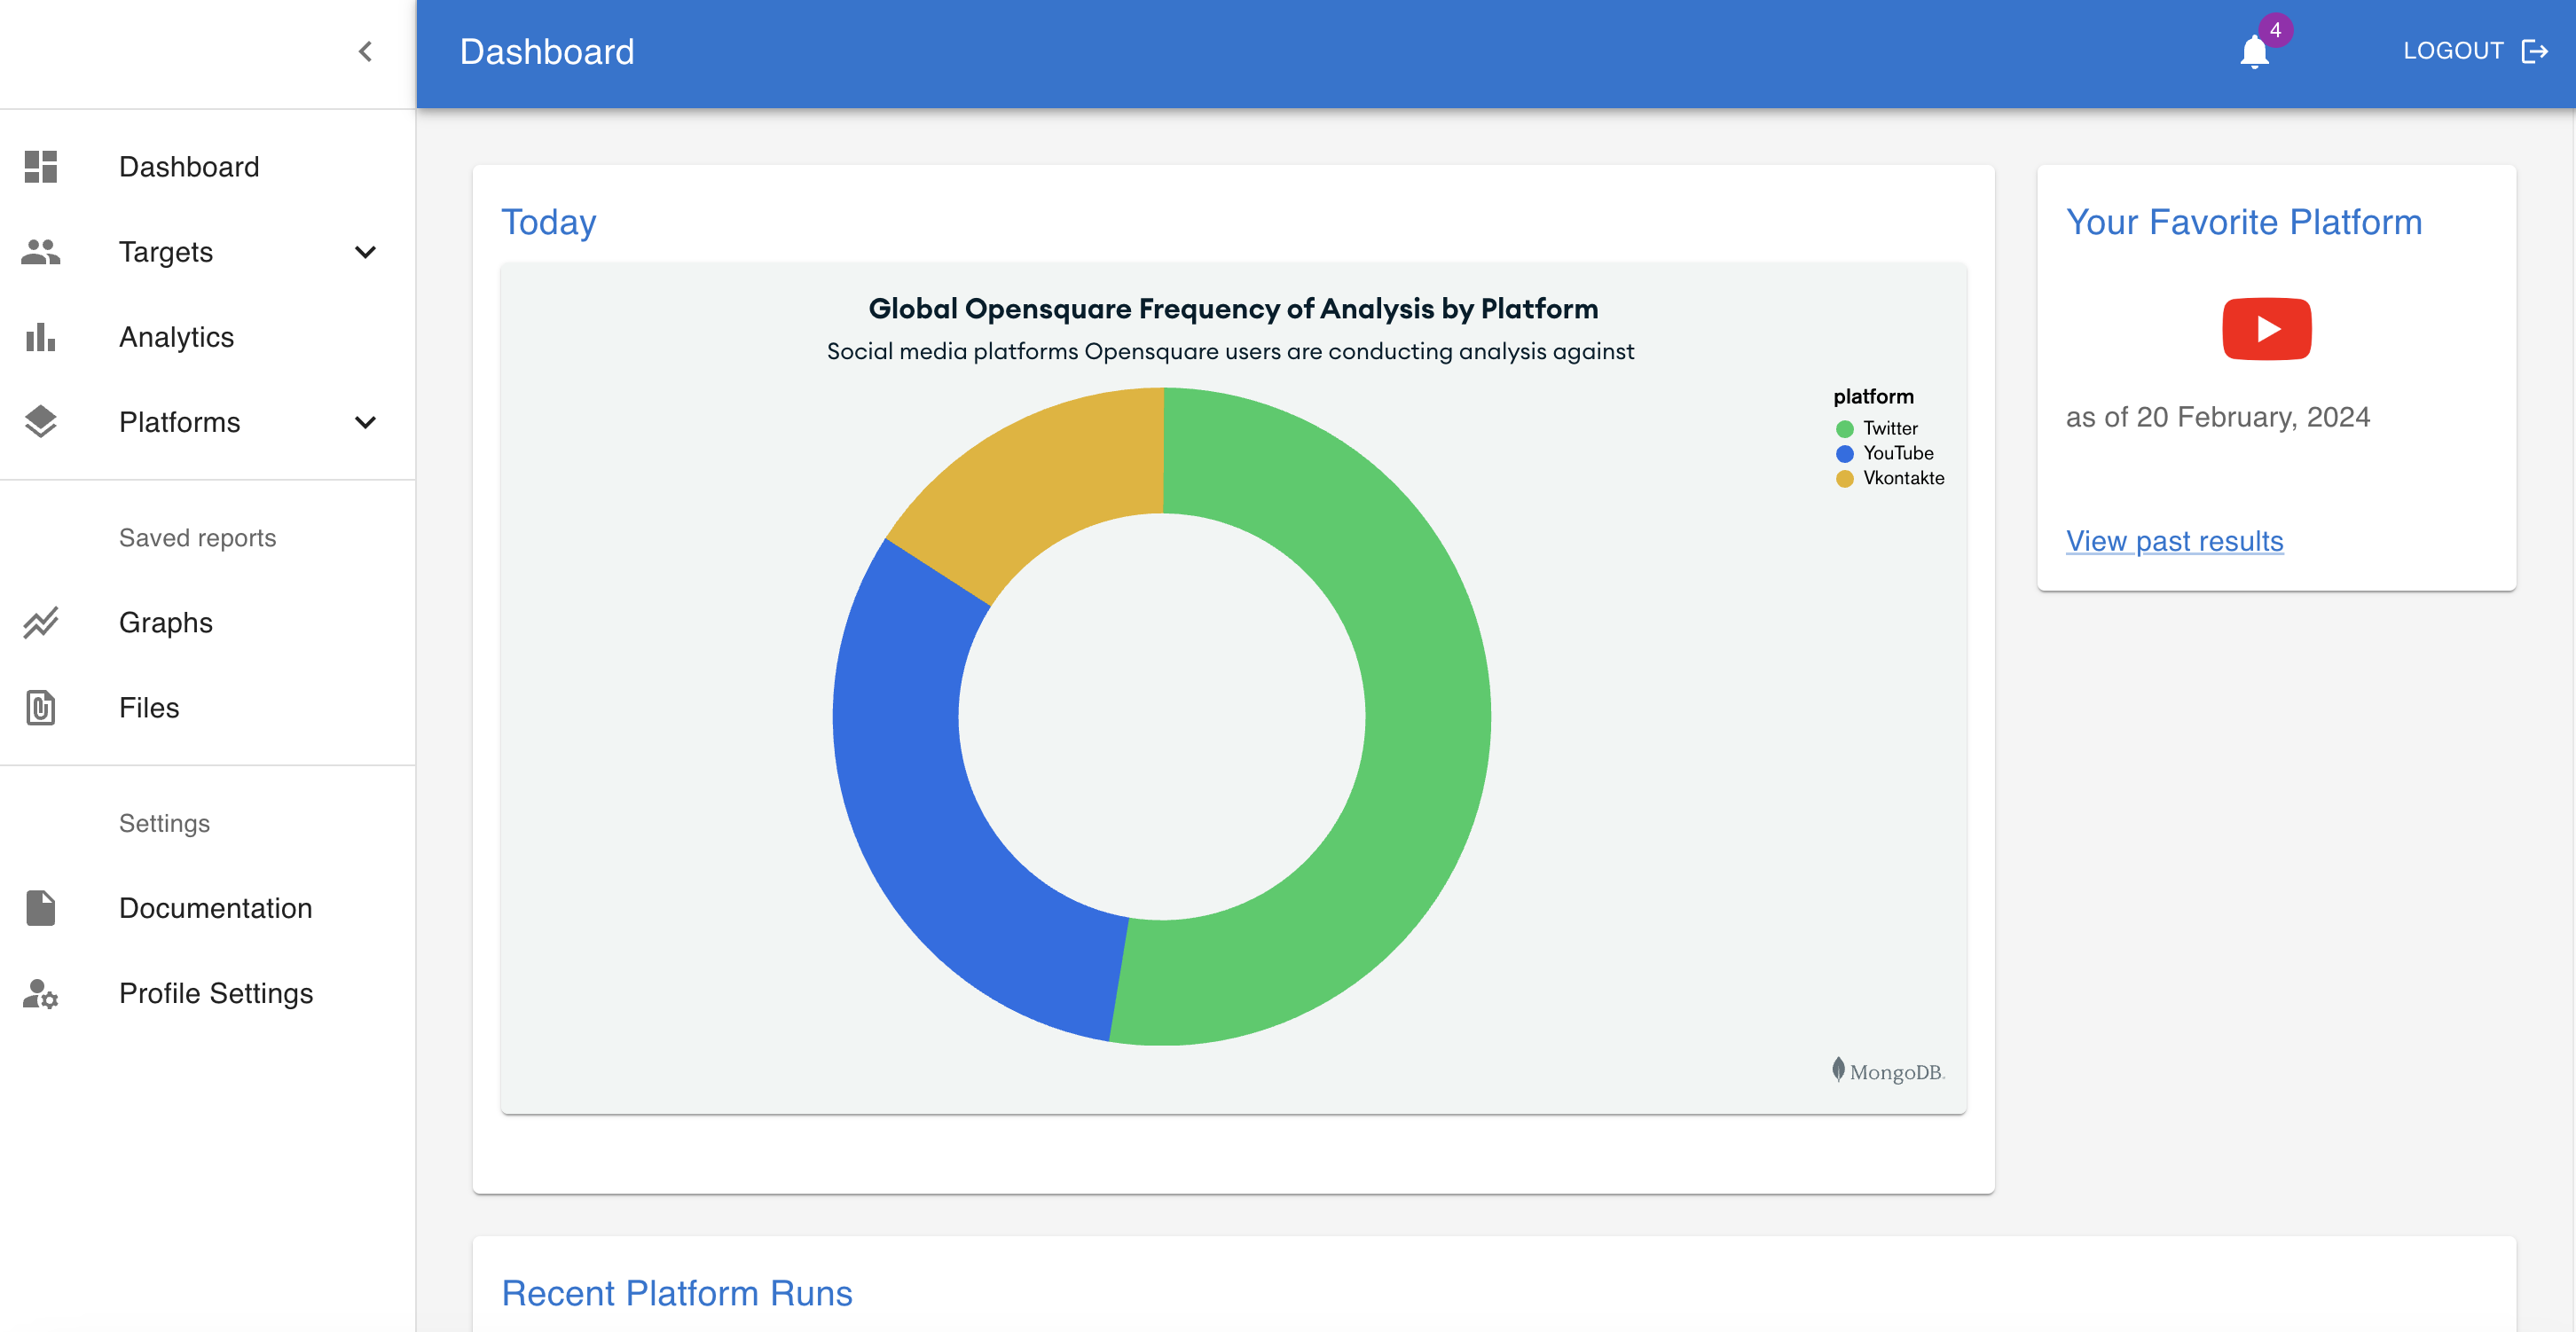 Dashboard
4
LOGOUT
Dashboard
Targets
Analytics
Platforms
Saved reports
Graphs
Files
Settings
Documentation
Profile Settings
Today
Global Opensquare Frequency of Analysis by Platform
Social media platforms Opensquare users are conducting analysis against
platform
Twitter
YouTube
Vkontakte
MongoDB.
Your Favorite Platform
as of 20 February, 2024
View past results
Recent Platform Runs